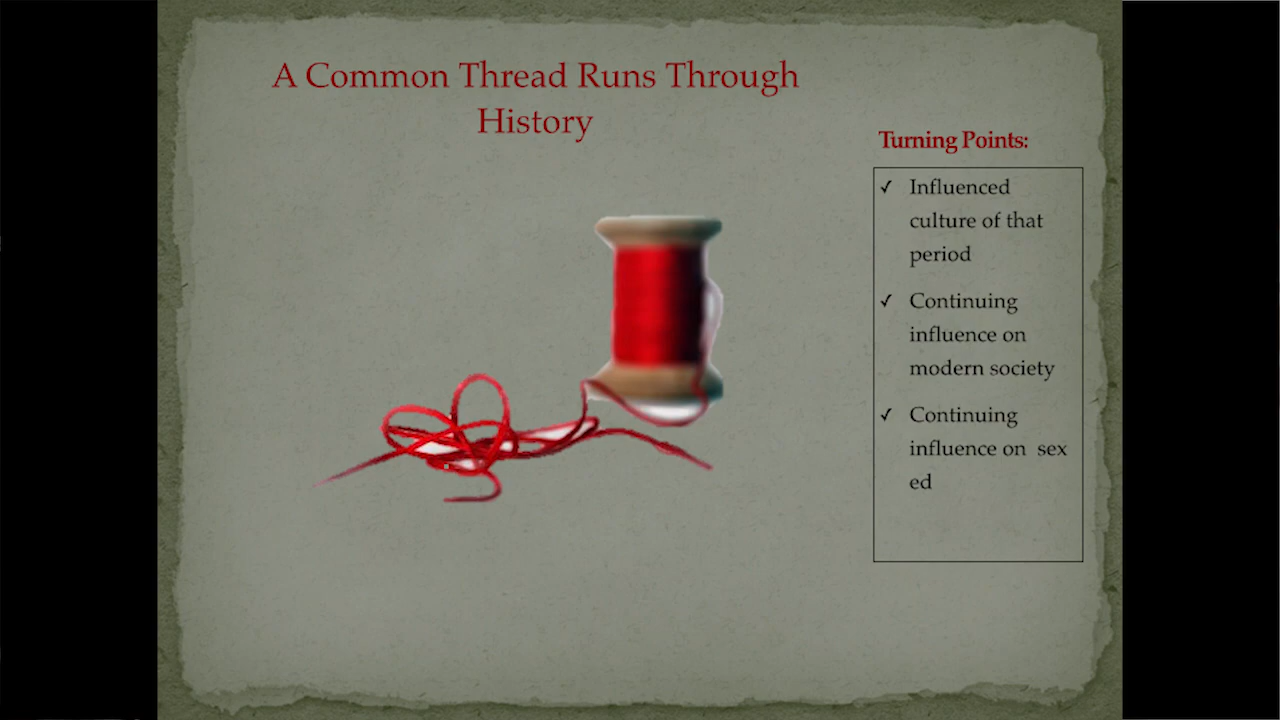 A Common Thread Runs Through
History
Turning Points:
✓ Influenced
culture of that
period
✓ Continuing
influence on
modern society
✓ Continuing
influence on sex
ed